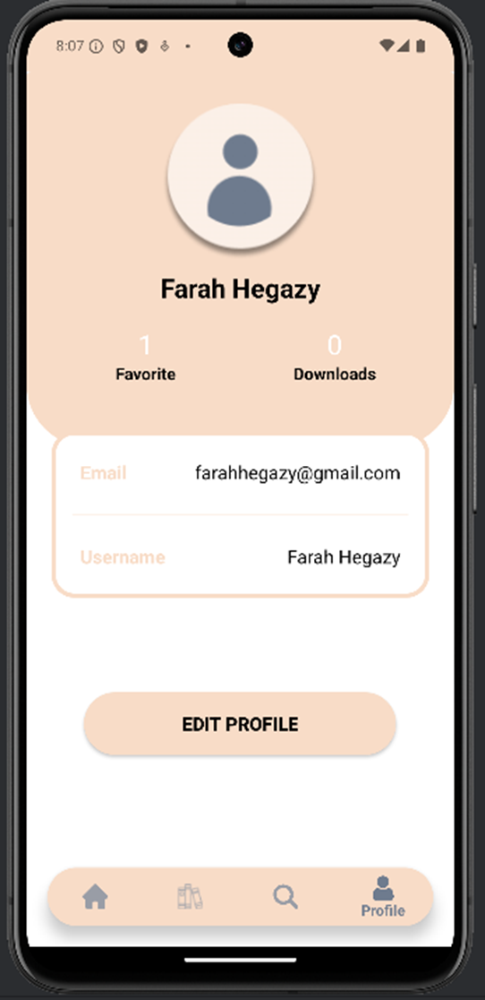 8:07
Farah Hegazy
1 0
Favorite Downloads
Email farahhegazy@gmail.com
Username Farah Hegazy
EDIT PROFILE
Profile